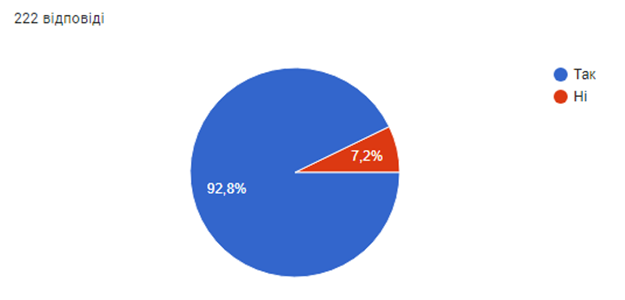 222 відповіді
Так
Ні
7,2%
92,8%